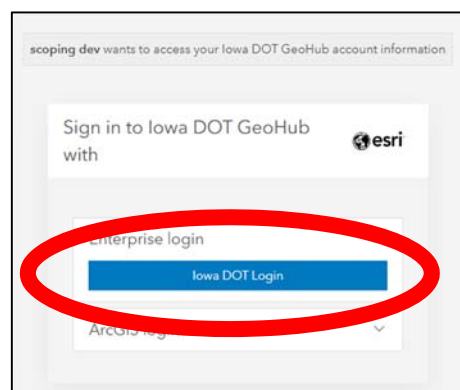 scoping dev wants to access your Iowa DOT GeoHub account information
Sign in to Iowa DOT GeoHub
with
esri
Enterprise login
Iowa DOT Login
ArcGIS